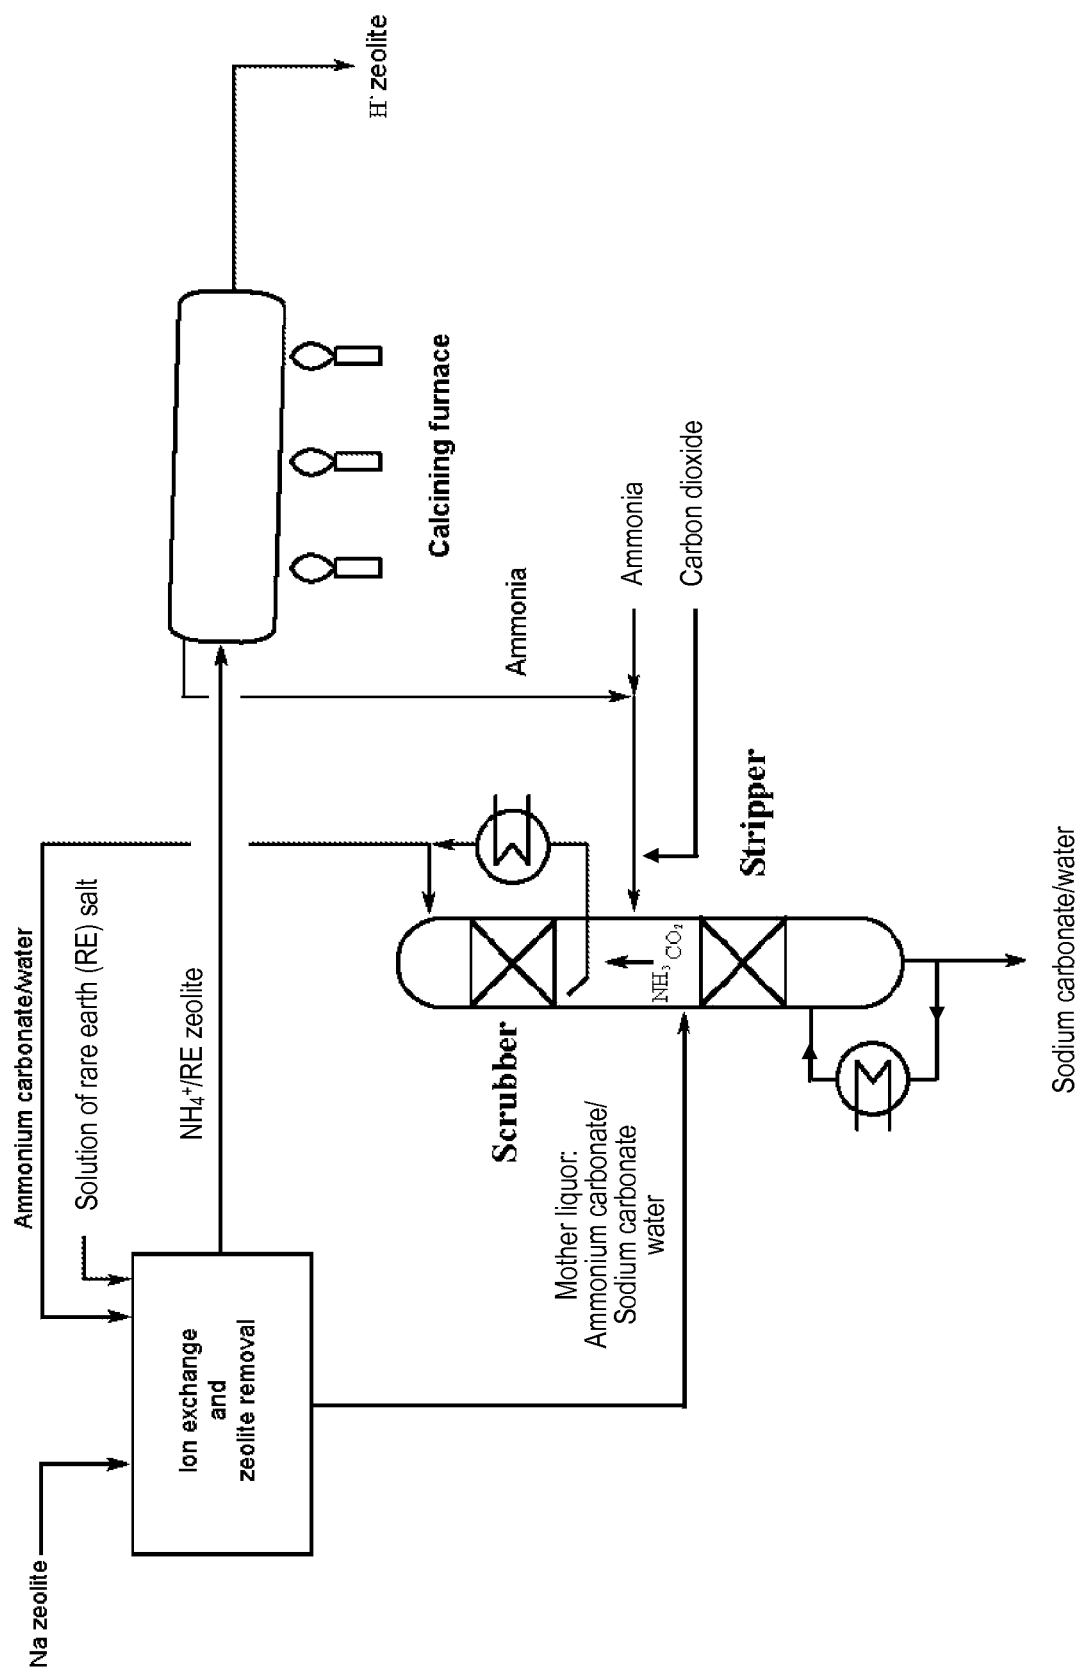 Na zeolite
Ammonium carbonate/water
Solution of rare earth (RE) salt
Ion exchange
and
zeolite removal
NH₄⁺/RE zeolite
H⁺ zeolite
Calcining furnace
Ammonia
Ammonia
Carbon dioxide
Scrubber
Stripper
NH₃ CO₂
Mother liquor:
Ammonium carbonate/
Sodium carbonate
water
Sodium carbonate/water